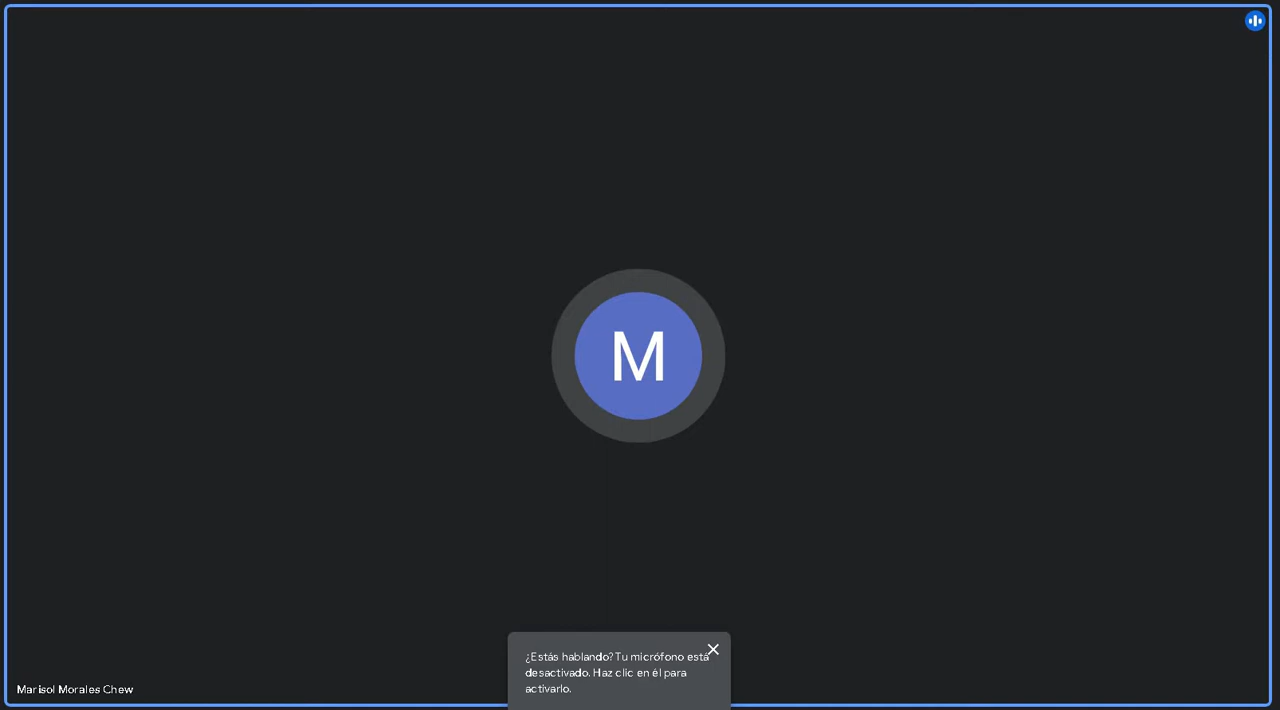 M
¿Estás hablando? Tu micrófono está
desactivado. Haz clic en él para
activarlo.
Marisol Morales Chew